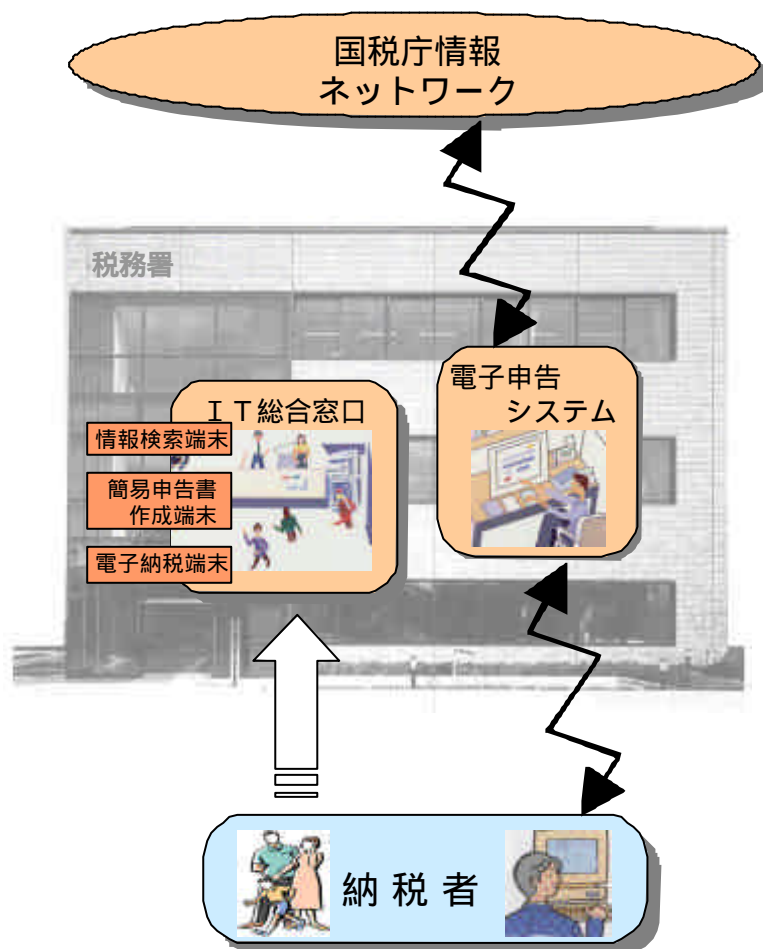 国税庁情報
ネットワーク
税務署
ＩＴ総合窓口
情報検索端末
簡易申告書
作成端末
電子納税端末
電子申告
システム
納税者